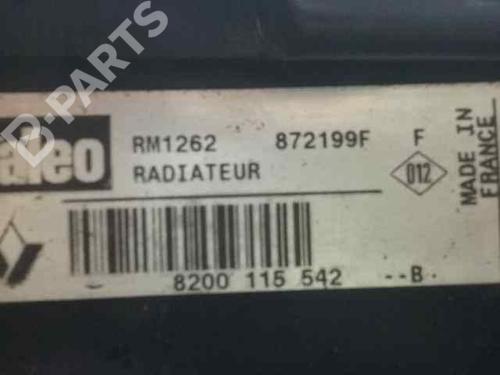 D-PARTS
aleo
RM1262 872199F F
RADIATEUR
012
MADE IN
FRANCE
8200 115 542 --B